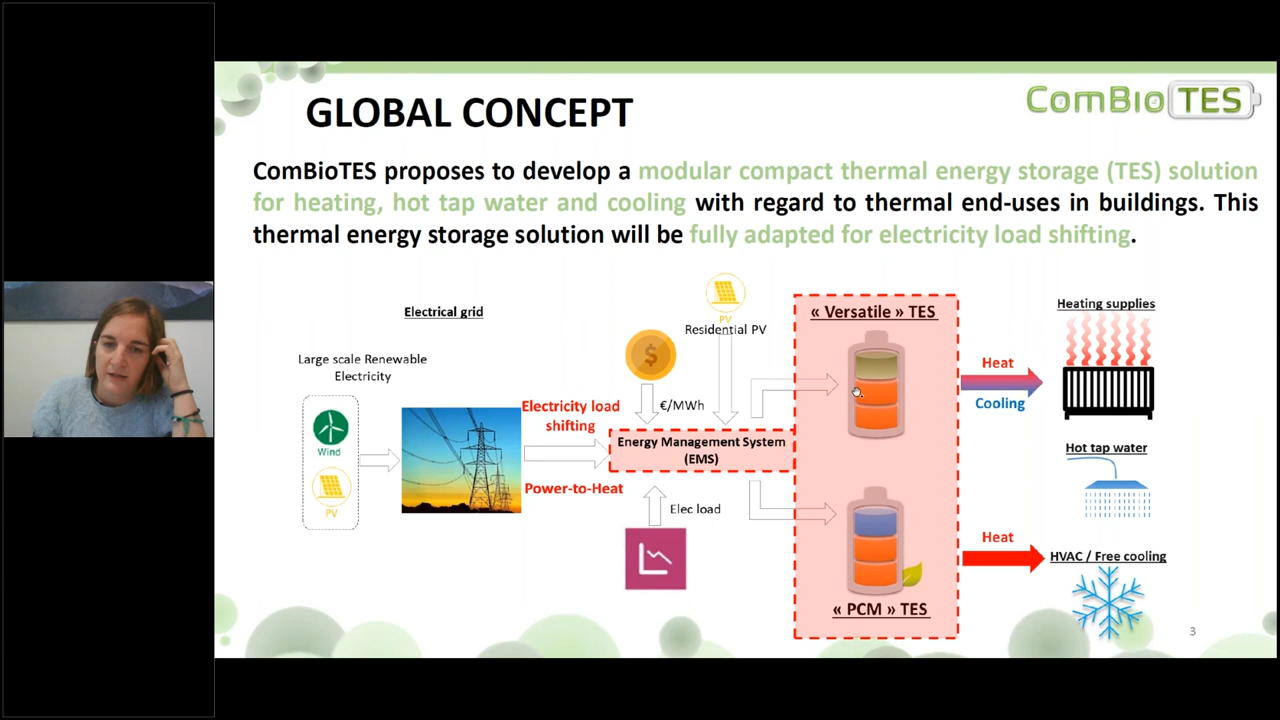 GLOBAL CONCEPT
ComBioTES
ComBioTES proposes to develop a modular compact thermal energy storage (TES) solution
for heating, hot tap water and cooling with regard to thermal end-uses in buildings. This
thermal energy storage solution will be fully adapted for electricity load shifting.
Electrical grid
Large scale Renewable
Electricity
Wind
PV
Electricity load
shifting
Power-to-Heat
$
€/MWh
PV
Residential PV
Energy Management System
(EMS)
Elec load
« Versatile » TES
« PCM » TES
Heat
Cooling
Heat
Heating supplies
Hot tap water
HVAC / Free cooling
3